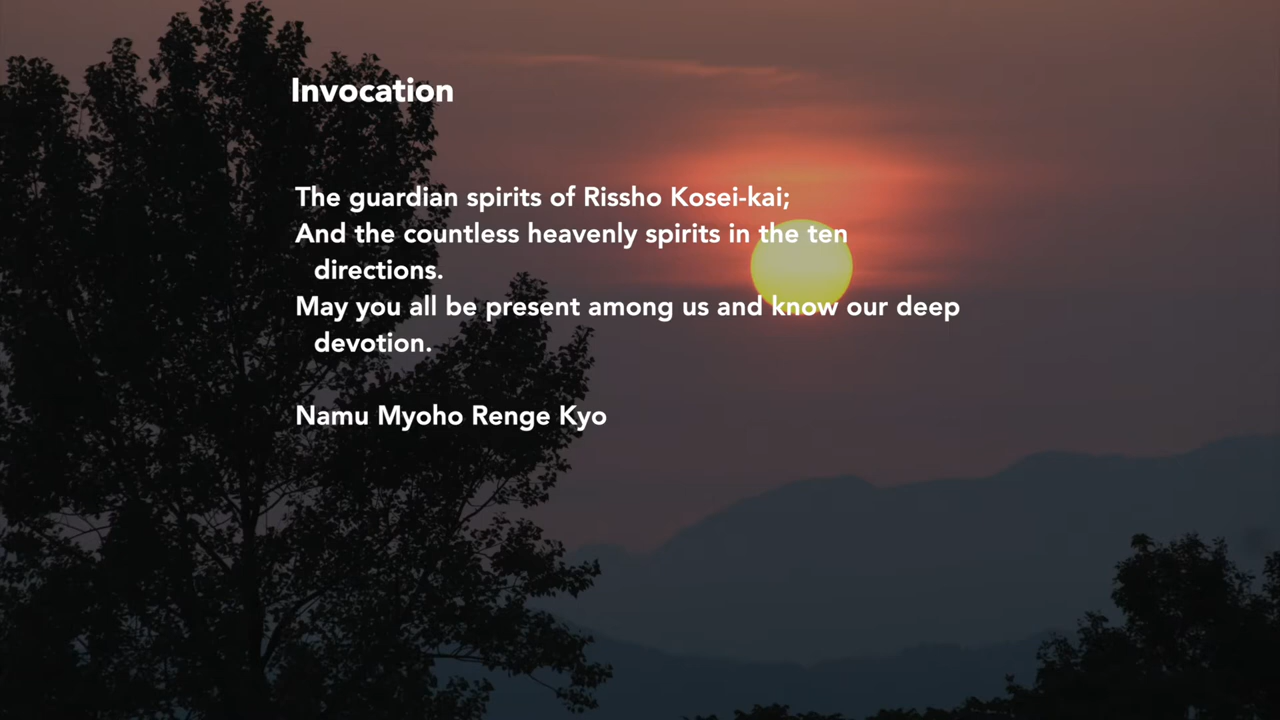 Invocation
The guardian spirits of Rissho Kosei-kai;
And the countless heavenly spirits in the ten
directions.
May you all be present among us and know our deep
devotion.
Namu Myoho Renge Kyo